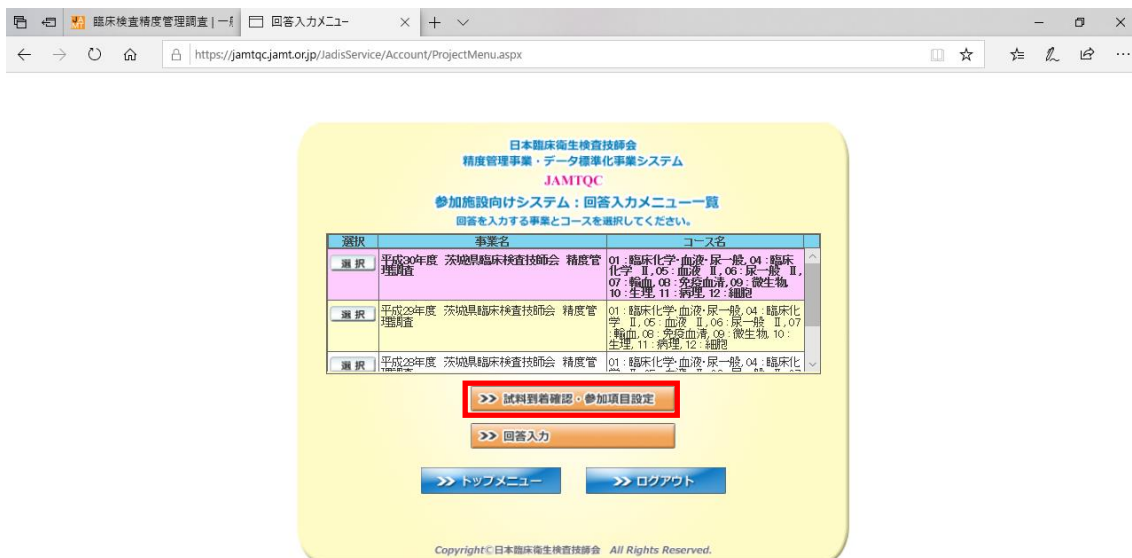 臨床検査精度管理調査 | 一般
回答入力メニュー
https://jamtqc.jamt.or.jp/JadisService/Account/ProjectMenu.aspx
日本臨床衛生検査技師会
精度管理事業・データ標準化事業システム
JAMTQC
参加施設向けシステム：回答入力メニュー一覧
回答を入力する事業とコースを選択してください。
選択 事業名 コース名
選択 平成30年度 茨城県臨床検査技師会 精度管理調査 01：臨床化学・血液・尿一般, 04：臨床
化学 Ⅱ, 05：血液 Ⅱ, 06：尿一般 Ⅱ,
07：輸血, 08：免疫血清, 09：微生物,
10：生理, 11：病理, 12：細胞
選択 平成29年度 茨城県臨床検査技師会 精度管理調査 01：臨床化学・血液・尿一般, 04：臨床化
学 Ⅱ, 05：血液 Ⅱ, 06：尿一般 Ⅱ, 07
：輸血, 08：免疫血清, 09：微生物, 10：
生理, 11：病理, 12：細胞
選択 平成28年度 茨城県臨床検査技師会 精度管 01：臨床化学・血液・尿一般, 04：臨床化
>> 試料到着確認・参加項目設定
>> 回答入力
>> トップメニュー >> ログアウト
Copyright©日本臨床衛生検査技師会 All Rights Reserved.